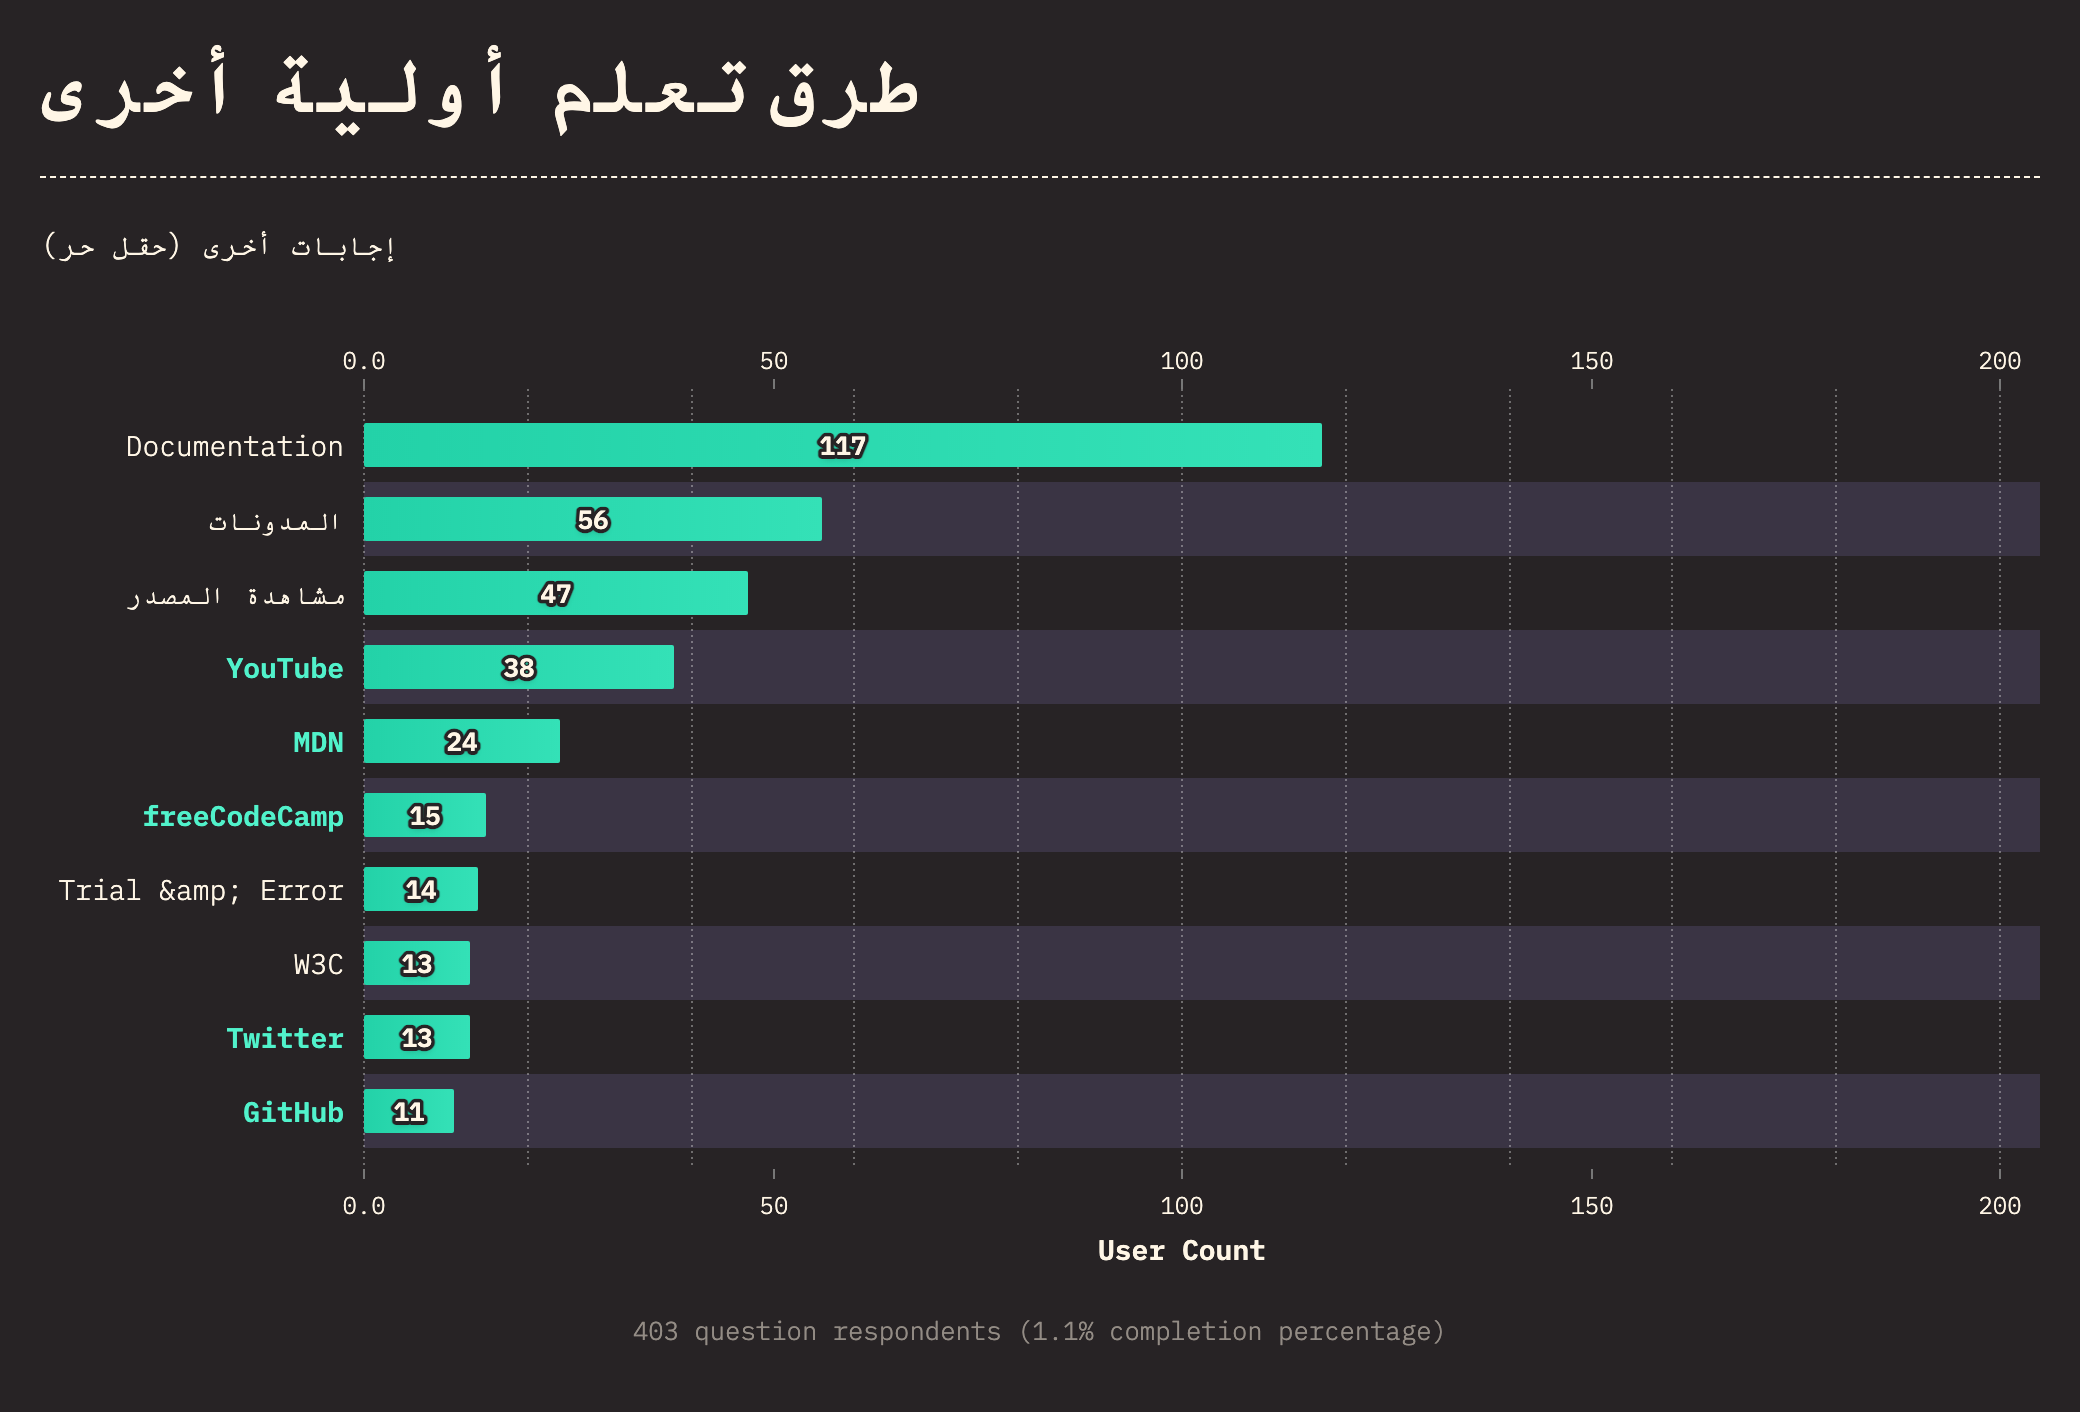 طرق تعلم أولية أخرى
إجابات أخرى (حقل حر)
0.0 50 100 150 200
Documentation 117
المدونات 56
مشاهدة المصدر 47
YouTube 38
MDN 24
freeCodeCamp 15
Trial &amp; Error 14
W3C 13
Twitter 13
GitHub 11
0.0 50 100 150 200
User Count
403 question respondents (1.1% completion percentage)